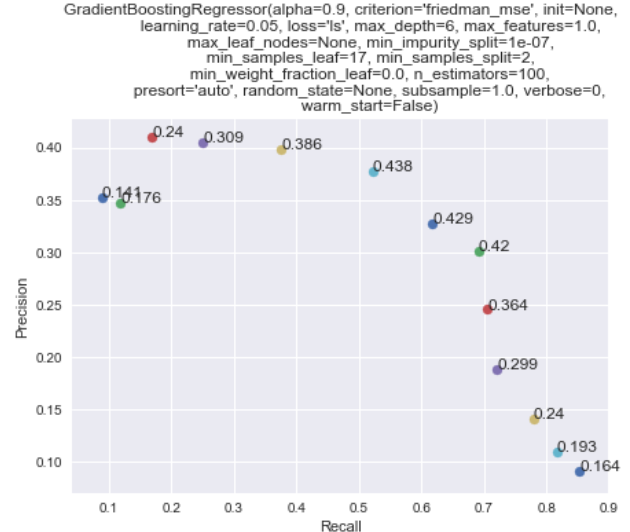 GradientBoostingRegressor(alpha=0.9, criterion='friedman_mse', init=None,
learning_rate=0.05, loss='ls', max_depth=6, max_features=1.0,
max_leaf_nodes=None, min_impurity_split=1e-07,
min_samples_leaf=17, min_samples_split=2,
min_weight_fraction_leaf=0.0, n_estimators=100,
presort='auto', random_state=None, subsample=1.0, verbose=0,
warm_start=False)
0.40
0.35
0.30
0.25
0.20
0.15
0.10
Precision
0.141
0.176
0.24
0.309
0.386
0.438
0.429
0.42
0.364
0.299
0.24
0.193
0.164
0.1 0.2 0.3 0.4 0.5 0.6 0.7 0.8 0.9
Recall